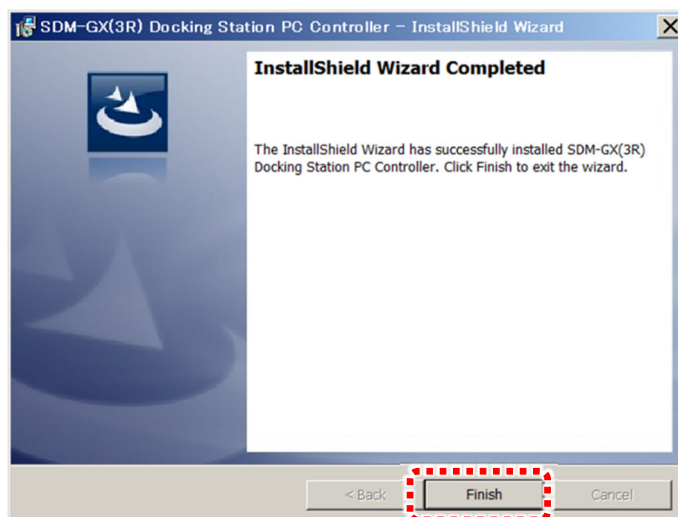 SDM-GX(3R) Docking Station PC Controller - InstallShield Wizard
InstallShield Wizard Completed
The InstallShield Wizard has successfully installed SDM-GX(3R)
Docking Station PC Controller. Click Finish to exit the wizard.
< Back
Finish
Cancel